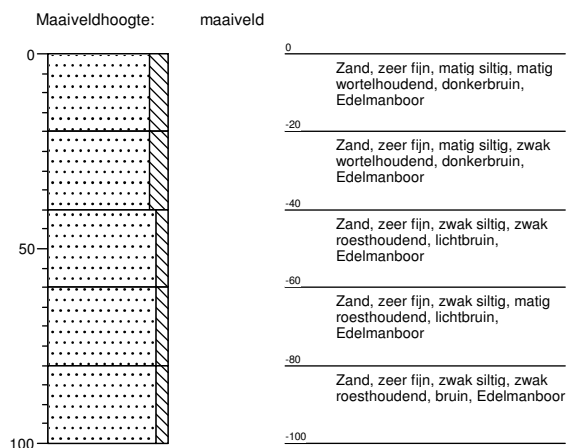 Maaiveldhoogte: maaiveld
0
0
Zand, zeer fijn, matig siltig, matig
wortelhoudend, donkerbruin,
Edelmanboor
-20
Zand, zeer fijn, matig siltig, zwak
wortelhoudend, donkerbruin,
Edelmanboor
-40
Zand, zeer fijn, zwak siltig, zwak
roesthoudend, lichtbruin,
Edelmanboor
50
-60
Zand, zeer fijn, zwak siltig, matig
roesthoudend, lichtbruin,
Edelmanboor
-80
Zand, zeer fijn, zwak siltig, zwak
roesthoudend, bruin, Edelmanboor
100
-100